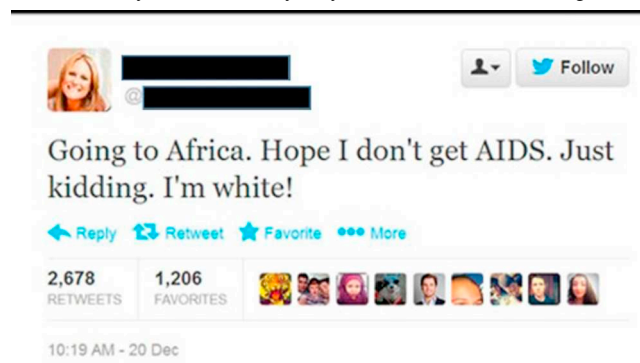 Follow
@
Going to Africa. Hope I don't get AIDS. Just
kidding. I'm white!
Reply Retweet Favorite More
2,678 1,206
RETWEETS FAVORITES
10:19 AM - 20 Dec